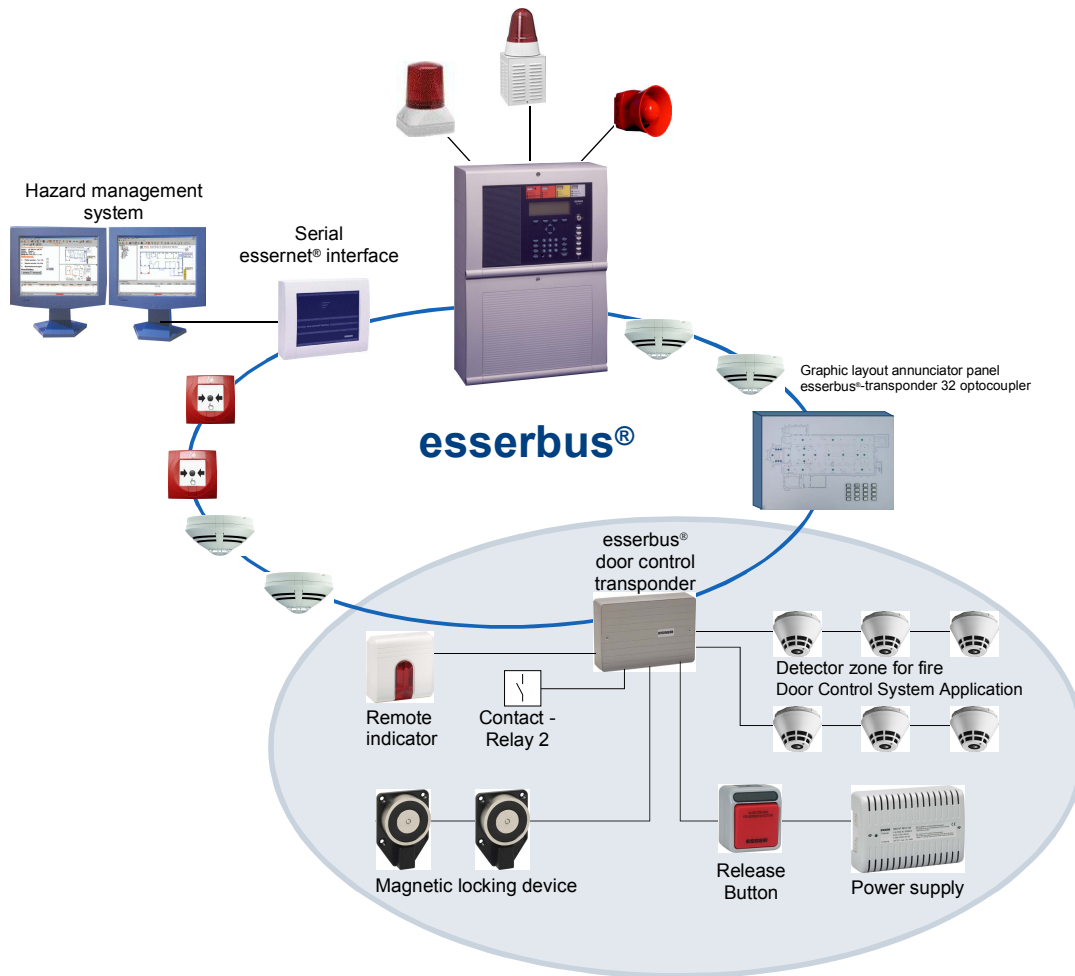 Hazard management
system
Serial
essernet® interface
Graphic layout annunciator panel
esserbus®-transponder 32 optocoupler
esserbus®
esserbus®
door control
transponder
Remote
indicator
Contact -
Relay 2
Detector zone for fire
Door Control System Application
Magnetic locking device
Release
Button
Power supply